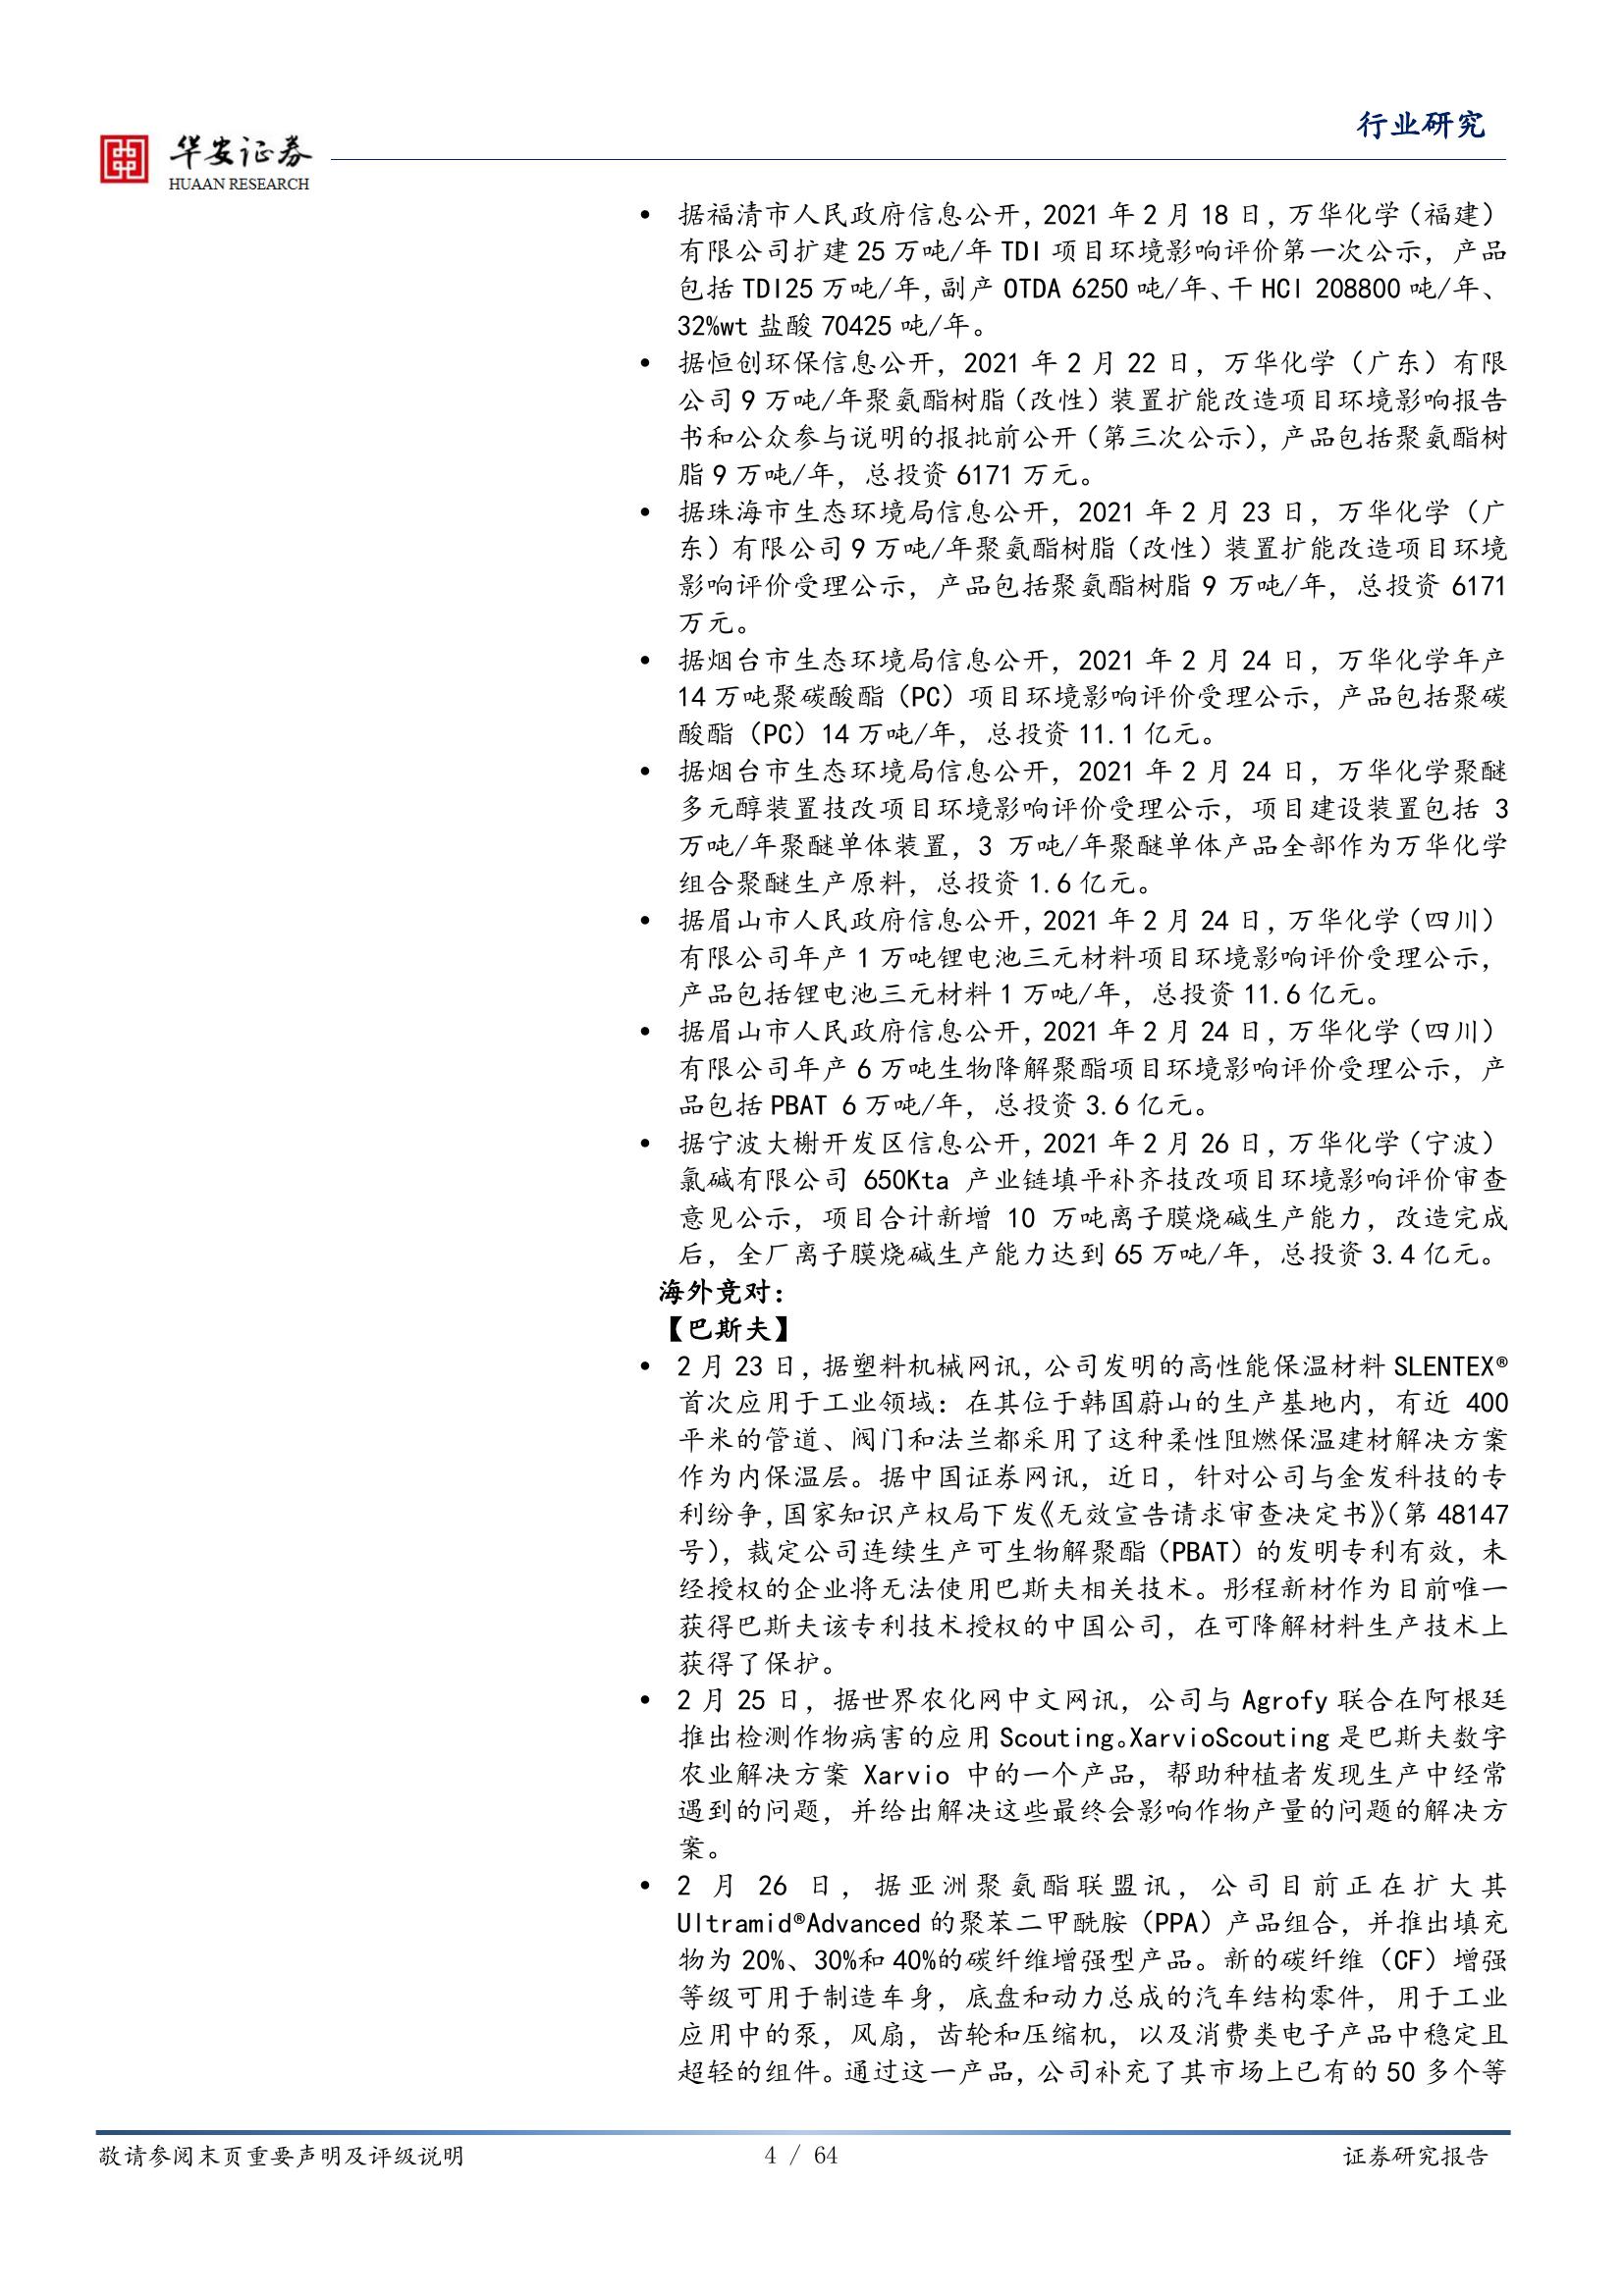 行业研究
华安证券
HUAAN RESEARCH
• 据福清市人民政府信息公开，2021 年 2 月 18 日，万华化学（福建）
有限公司扩建 25 万吨/年 TDI 项目环境影响评价第一次公示，产品
包括 TDI25 万吨/年，副产 OTDA 6250 吨/年、干 HCl 208800 吨/年、
32%wt 盐酸 70425 吨/年。
• 据恒创环保信息公开，2021 年 2 月 22 日，万华化学（广东）有限
公司 9 万吨/年聚氨酯树脂（改性）装置扩能改造项目环境影响报告
书和公众参与说明的报批前公开（第三次公示），产品包括聚氨酯树
脂 9 万吨/年，总投资 6171 万元。
• 据珠海市生态环境局信息公开，2021 年 2 月 23 日，万华化学（广
东）有限公司 9 万吨/年聚氨酯树脂（改性）装置扩能改造项目环境
影响评价受理公示，产品包括聚氨酯树脂 9 万吨/年，总投资 6171
万元。
• 据烟台市生态环境局信息公开，2021 年 2 月 24 日，万华化学年产
14 万吨聚碳酸酯（PC）项目环境影响评价受理公示，产品包括聚碳
酸酯（PC）14 万吨/年，总投资 11.1 亿元。
• 据烟台市生态环境局信息公开，2021 年 2 月 24 日，万华化学聚醚
多元醇装置技改项目环境影响评价受理公示，项目建设装置包括 3
万吨/年聚醚单体装置，3 万吨/年聚醚单体产品全部作为万华化学
组合聚醚生产原料，总投资 1.6 亿元。
• 据眉山市人民政府信息公开，2021 年 2 月 24 日，万华化学（四川）
有限公司年产 1 万吨锂电池三元材料项目环境影响评价受理公示，
产品包括锂电池三元材料 1 万吨/年，总投资 11.6 亿元。
• 据眉山市人民政府信息公开，2021 年 2 月 24 日，万华化学（四川）
有限公司年产 6 万吨生物降解聚酯项目环境影响评价受理公示，产
品包括 PBAT 6 万吨/年，总投资 3.6 亿元。
• 据宁波大榭开发区信息公开，2021 年 2 月 26 日，万华化学（宁波）
氯碱有限公司 650Kta 产业链填平补齐技改项目环境影响评价审查
意见公示，项目合计新增 10 万吨离子膜烧碱生产能力，改造完成
后，全厂离子膜烧碱生产能力达到 65 万吨/年，总投资 3.4 亿元。
海外竞对：
【巴斯夫】
• 2 月 23 日，据塑料机械网讯，公司发明的高性能保温材料 SLENTEX®
首次应用于工业领域：在其位于韩国蔚山的生产基地内，有近 400
平米的管道、阀门和法兰都采用了这种柔性阻燃保温建材解决方案
作为内保温层。据中国证券网讯，近日，针对公司与金发科技的专
利纷争，国家知识产权局下发《无效宣告请求审查决定书》（第 48147
号），裁定公司连续生产可生物解聚酯（PBAT）的发明专利有效，未
经授权的企业将无法使用巴斯夫相关技术。彤程新材作为目前唯一
获得巴斯夫该专利技术授权的中国公司，在可降解材料生产技术上
获得了保护。
• 2 月 25 日，据世界农化网中文网讯，公司与 Agrofy 联合在阿根廷
推出检测作物病害的应用 Scouting。XarvioScouting 是巴斯夫数字
农业解决方案 Xarvio 中的一个产品，帮助种植者发现生产中经常
遇到的问题，并给出解决这些最终会影响作物产量的问题的解决方
案。
• 2 月 26 日，据亚洲聚氨酯联盟讯，公司目前正在扩大其
Ultramid®Advanced 的聚苯二甲酰胺（PPA）产品组合，并推出填充
物为 20%、30%和 40%的碳纤维增强型产品。新的碳纤维（CF）增强
等级可用于制造车身，底盘和动力总成的汽车结构零件，用于工业
应用中的泵，风扇，齿轮和压缩机，以及消费类电子产品中稳定且
超轻的组件。通过这一产品，公司补充了其市场上已有的 50 多个等
敬请参阅末页重要声明及评级说明
4 / 64
证券研究报告